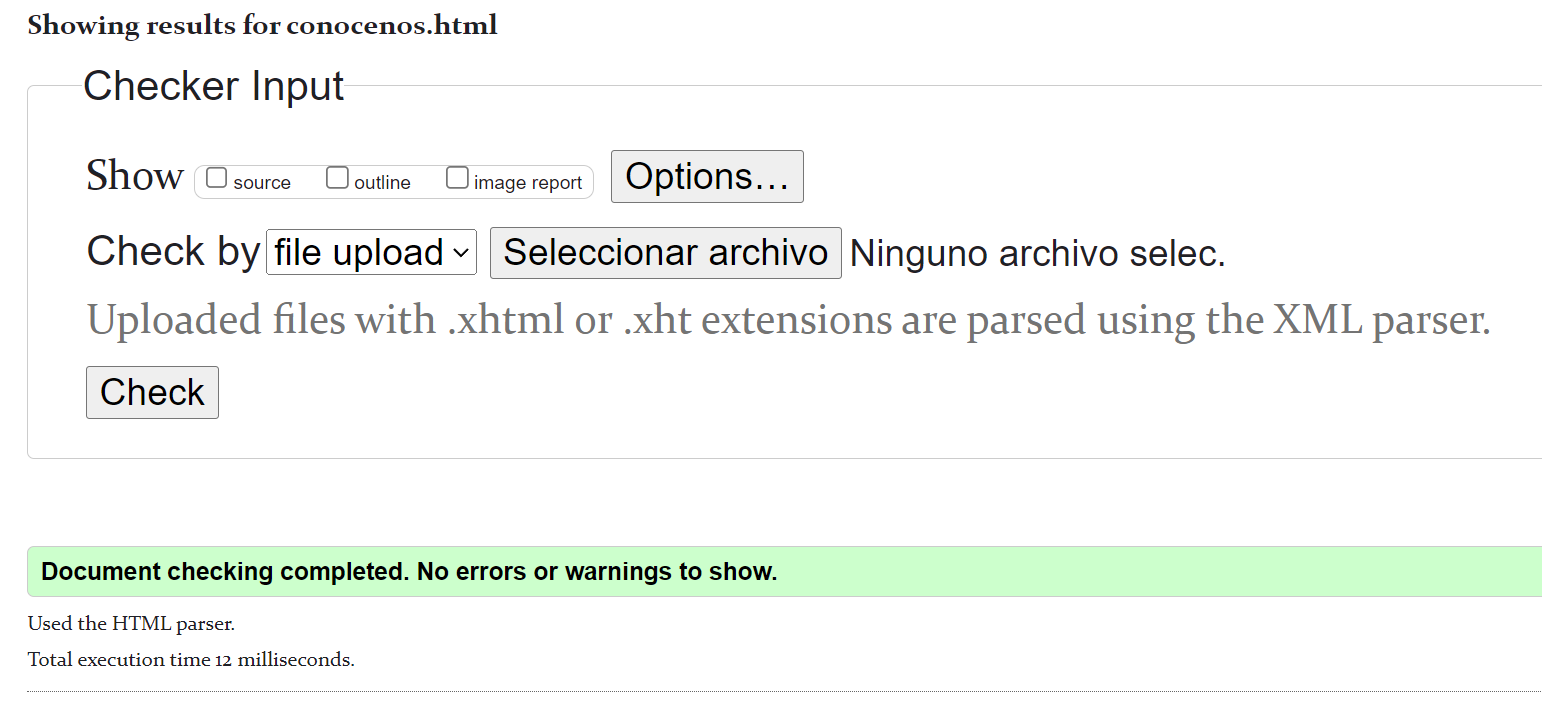 Showing results for conocenos.html
Checker Input
Show source outline image report Options...
Check by file upload Seleccionar archivo Ninguno archivo selec.
Uploaded files with .xhtml or .xht extensions are parsed using the XML parser.
Check
Document checking completed. No errors or warnings to show.
Used the HTML parser.
Total execution time 12 milliseconds.